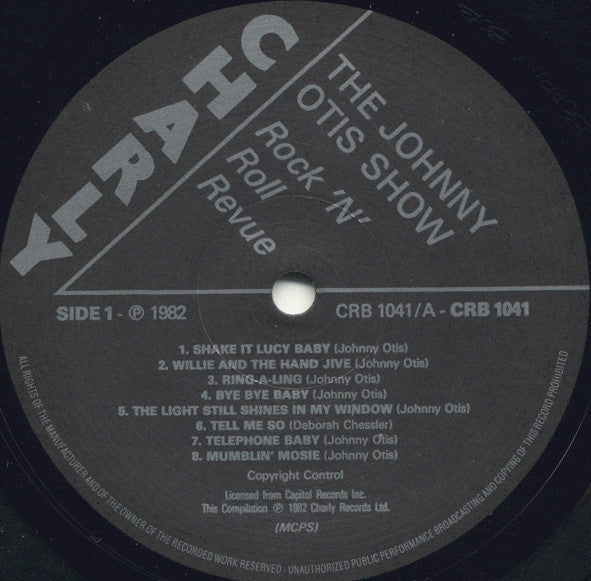 CHARLY
THE JOHNNY
OTIS SHOW
Rock 'N'
Roll
Revue
SIDE 1 - ℗ 1982
CRB 1041/A - CRB 1041
1. SHAKE IT LUCY BABY (Johnny Otis)
2. WILLIE AND THE HAND JIVE (Johnny Otis)
3. RING-A-LING (Johnny Otis)
4. BYE BYE BABY (Johnny Otis)
5. THE LIGHT STILL SHINES IN MY WINDOW (Johnny Otis)
6. TELL ME SO (Deborah Chessler)
7. TELEPHONE BABY (Johnny Otis)
8. MUMBLIN' MOSIE (Johnny Otis)
Copyright Control
Licensed from Capitol Records Inc.
This Compilation ℗ 1982 Charly Records Ltd.
(MCPS)
ALL RIGHTS OF THE MANUFACTURER AND OF THE OWNER OF THE RECORDED WORK RESERVED - UNAUTHORIZED PUBLIC PERFORMANCE BROADCASTING AND COPYING OF THIS RECORD PROHIBITED